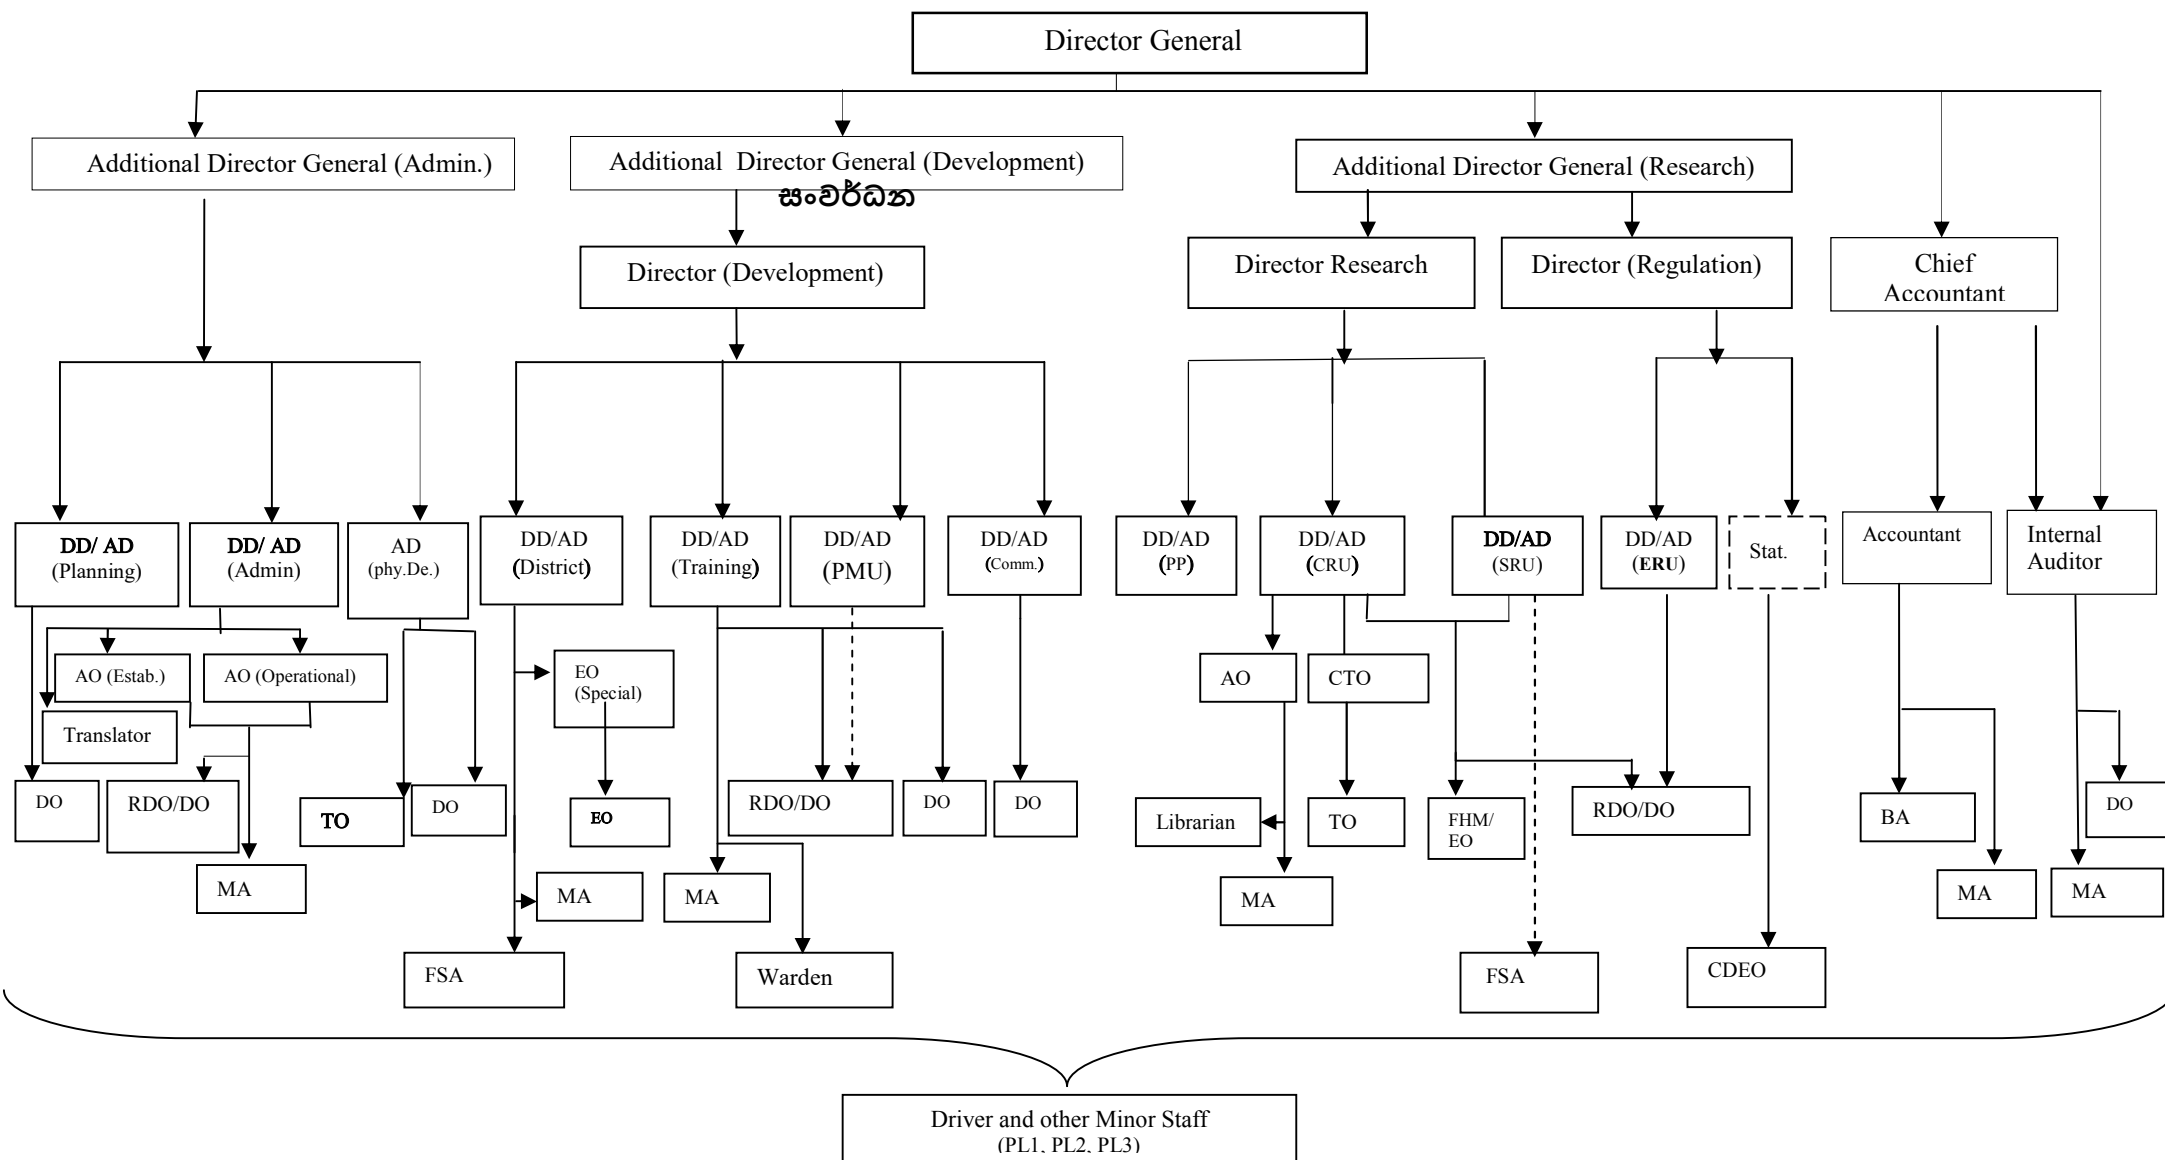 Director General
Additional Director General (Admin.)
Additional Director General (Development)
සංවර්ධන
Additional Director General (Research)
Director (Development)
Director Research
Director (Regulation)
Chief
Accountant
DD/ AD
(Planning)
DD/ AD
(Admin)
AD
(phy.De.)
DD/AD
(District)
DD/AD
(Training)
DD/AD
(PMU)
DD/AD
(Comm.)
DD/AD
(PP)
DD/AD
(CRU)
DD/AD
(SRU)
DD/AD
(ERU)
Stat.
Accountant
Internal
Auditor
AO (Estab.)
AO (Operational)
EO
(Special)
AO
CTO
Translator
DO
RDO/DO
TO
DO
EO
RDO/DO
DO
DO
Librarian
TO
FHM/
EO
RDO/DO
BA
DO
MA
MA
MA
MA
MA
MA
FSA
Warden
FSA
CDEO
Driver and other Minor Staff
(PL1, PL2, PL3)